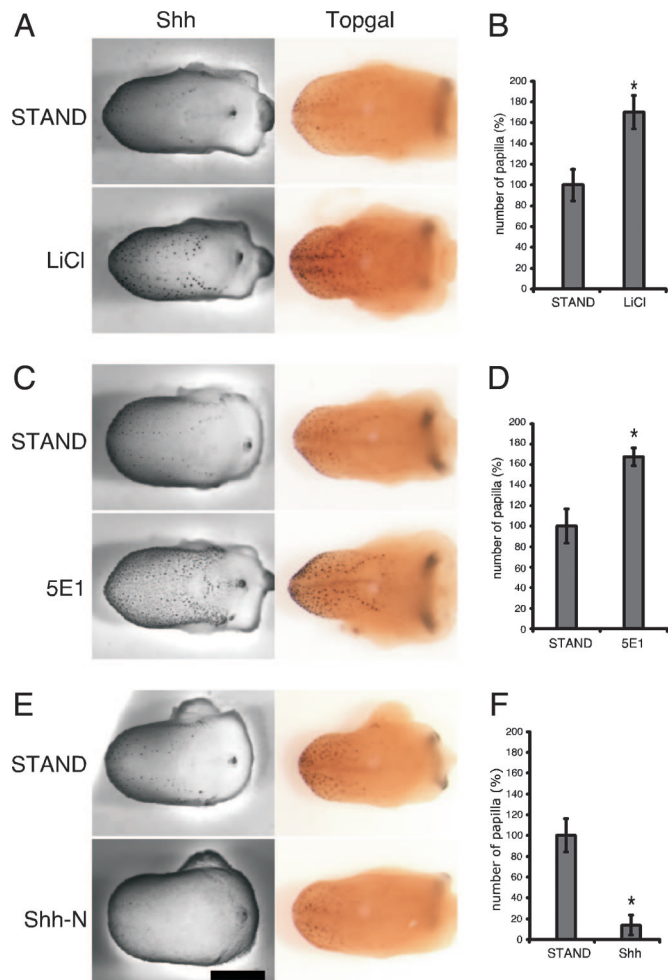 Shh Topgal
A
STAND
LiCl
B
number of papilla (%)
200
180
160
140
120
100
80
60
40
20
0
*
STAND LiCl
C
STAND
5E1
D
number of papilla (%)
200
180
160
140
120
100
80
60
40
20
0
*
STAND 5E1
E
STAND
Shh-N
F
number of papilla (%)
200
180
160
140
120
100
80
60
40
20
0
*
STAND Shh